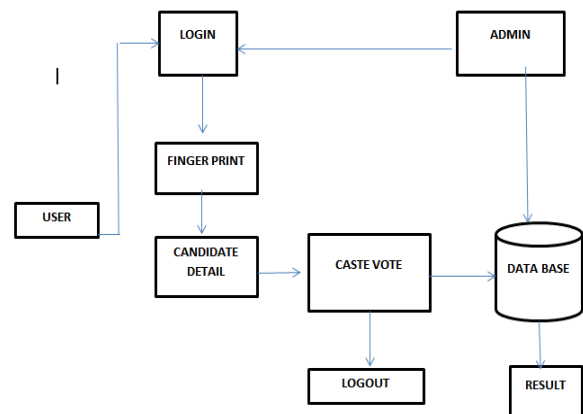 LOGIN
ADMIN
FINGER PRINT
USER
CANDIDATE
DETAIL
CASTE VOTE
DATA BASE
LOGOUT
RESULT